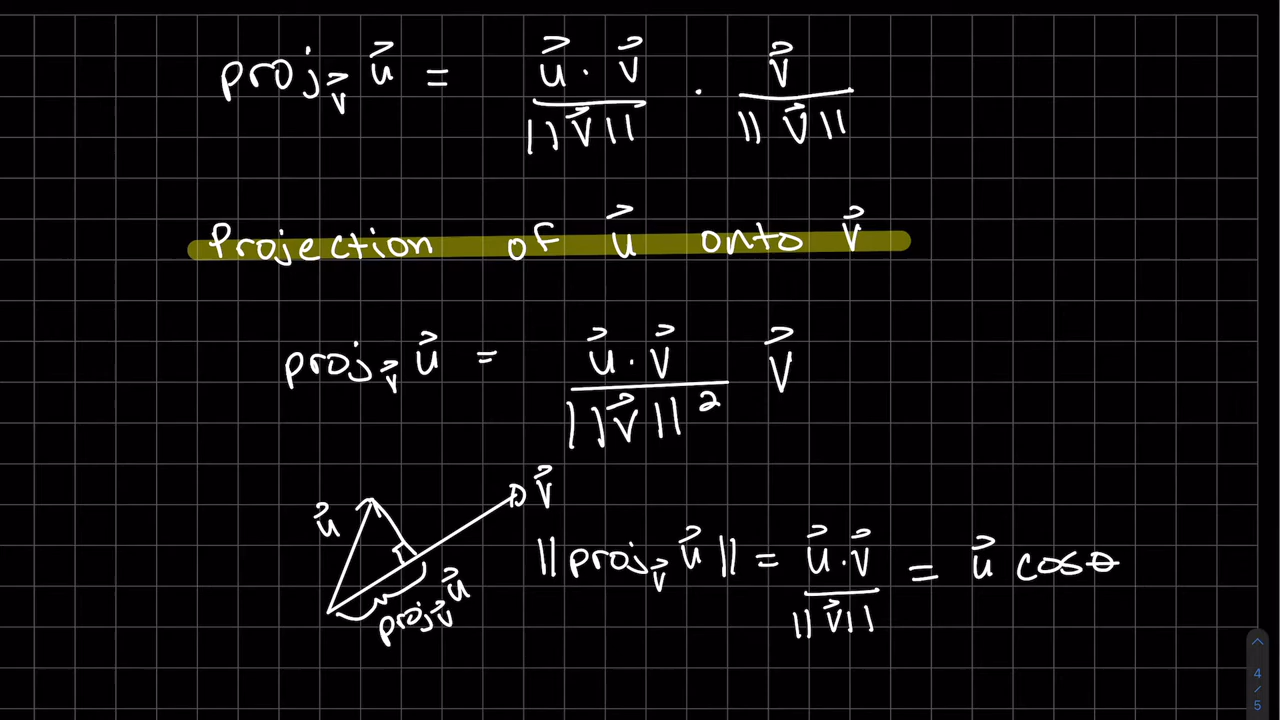 proj_v⃗ u⃗ = (u⃗ · v⃗)/||v⃗|| · v⃗/||v⃗||
Projection of u⃗ onto v⃗
proj_v⃗ u⃗ = (u⃗ · v⃗)/||v⃗||² v⃗
u⃗
v⃗
proj_v⃗ u⃗
||proj_v⃗ u⃗|| = (u⃗ · v⃗)/||v⃗|| = u⃗ cosθ
4
/
5